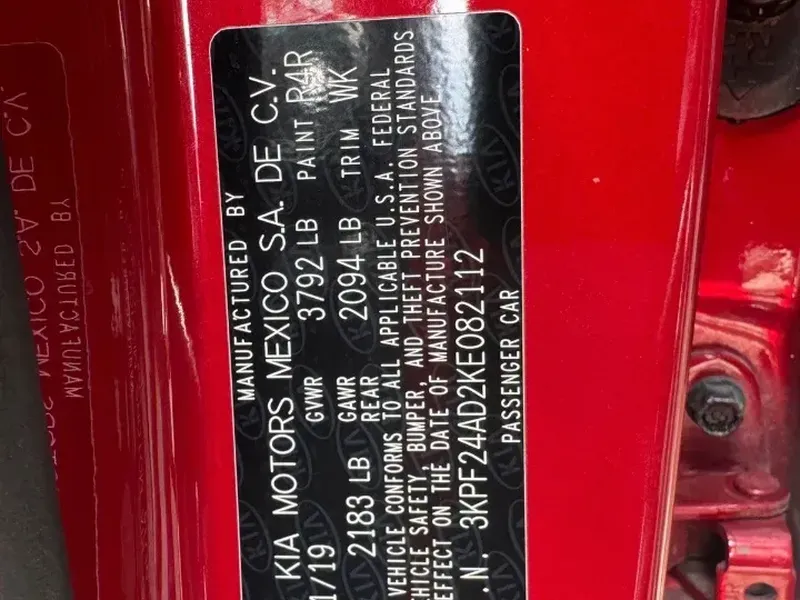 MANUFACTURED BY
KIA MOTORS MEXICO S.A. DE C.V.
1/19 GVWR 3792 LB PAINT R4R
2183 LB GAWR REAR 2094 LB TRIM WK
VEHICLE CONFORMS TO ALL APPLICABLE U.S.A. FEDERAL
VEHICLE SAFETY, BUMPER, AND THEFT PREVENTION STANDARDS
EFFECT ON THE DATE OF MANUFACTURE SHOWN ABOVE
.N. 3KPF24AD2KE082112
PASSENGER CAR